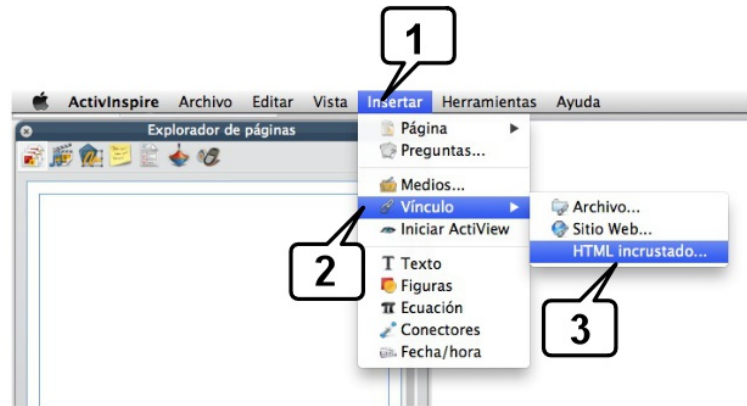 1
ActivInspire Archivo Editar Vista Insertar Herramientas Ayuda
Explorador de páginas
Página
Preguntas...
Medios...
Vínculo
Iniciar ActiView
Texto
Figuras
Ecuación
Conectores
Fecha/hora
Archivo...
Sitio Web...
HTML incrustado...
2
3